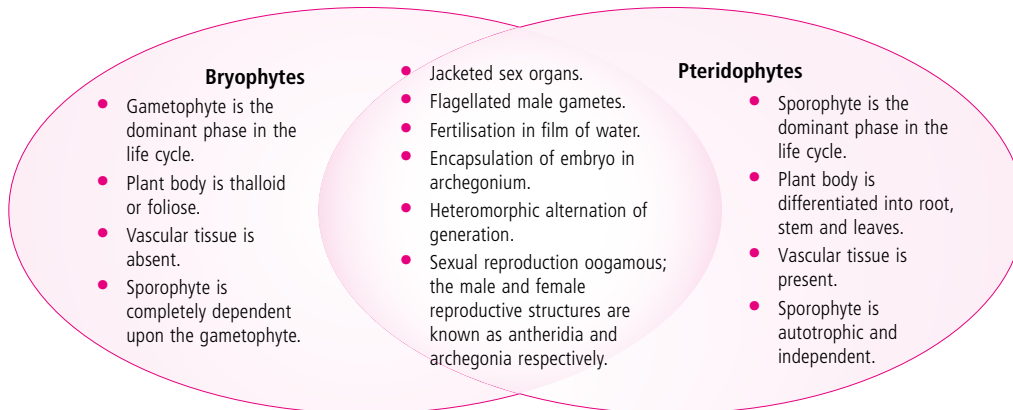 Bryophytes
• Gametophyte is the
dominant phase in the
life cycle.
• Plant body is thalloid
or foliose.
• Vascular tissue is
absent.
• Sporophyte is
completely dependent
upon the gametophyte.
• Jacketed sex organs.
• Flagellated male gametes.
• Fertilisation in film of water.
• Encapsulation of embryo in
archegonium.
• Heteromorphic alternation of
generation.
• Sexual reproduction oogamous;
the male and female
reproductive structures are
known as antheridia and
archegonia respectively.
Pteridophytes
• Sporophyte is the
dominant phase in the
life cycle.
• Plant body is
differentiated into root,
stem and leaves.
• Vascular tissue is
present.
• Sporophyte is
autotrophic and
independent.